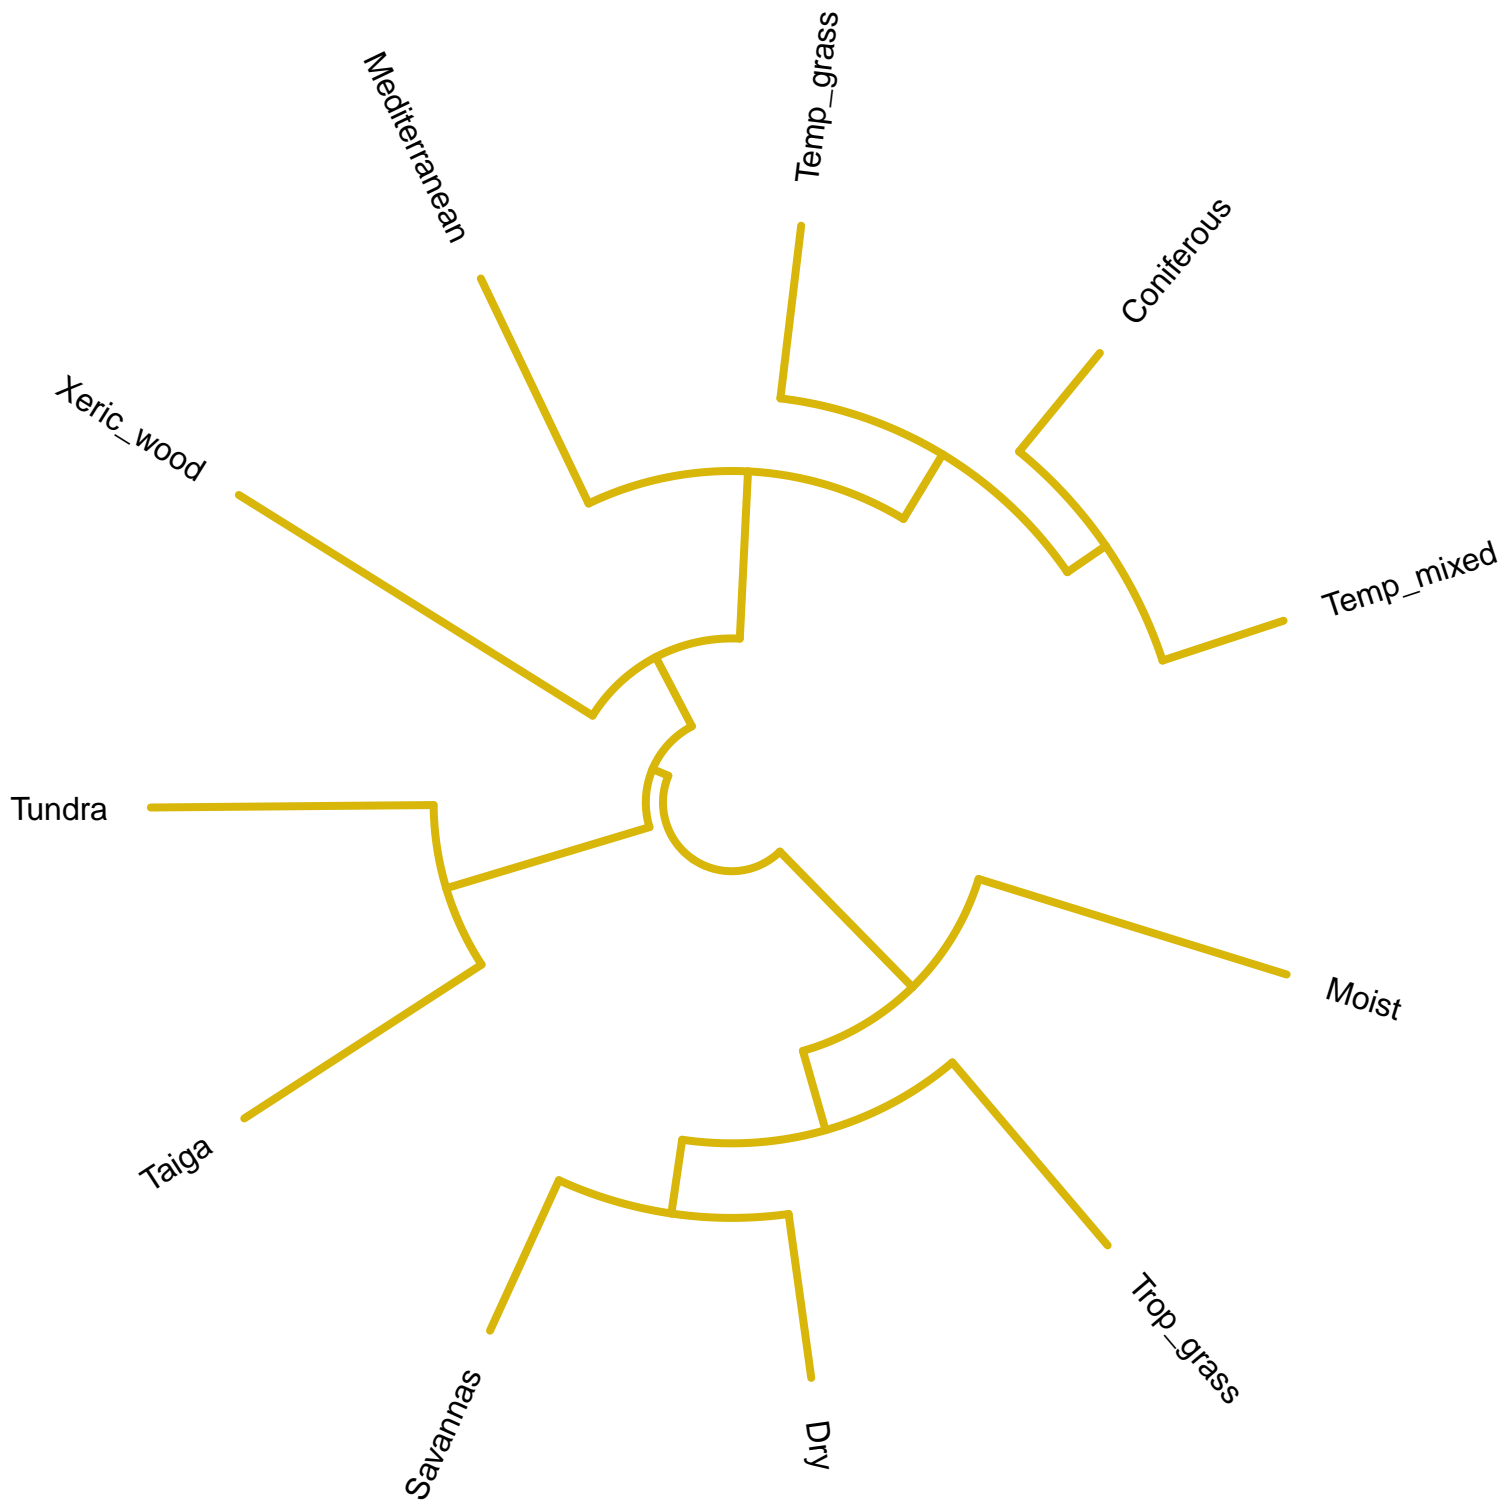 Temp_grass
Mediterranean
Coniferous
Xeric_wood
Temp_mixed
Tundra
Moist
Taiga
Trop_grass
Savannas
Dry